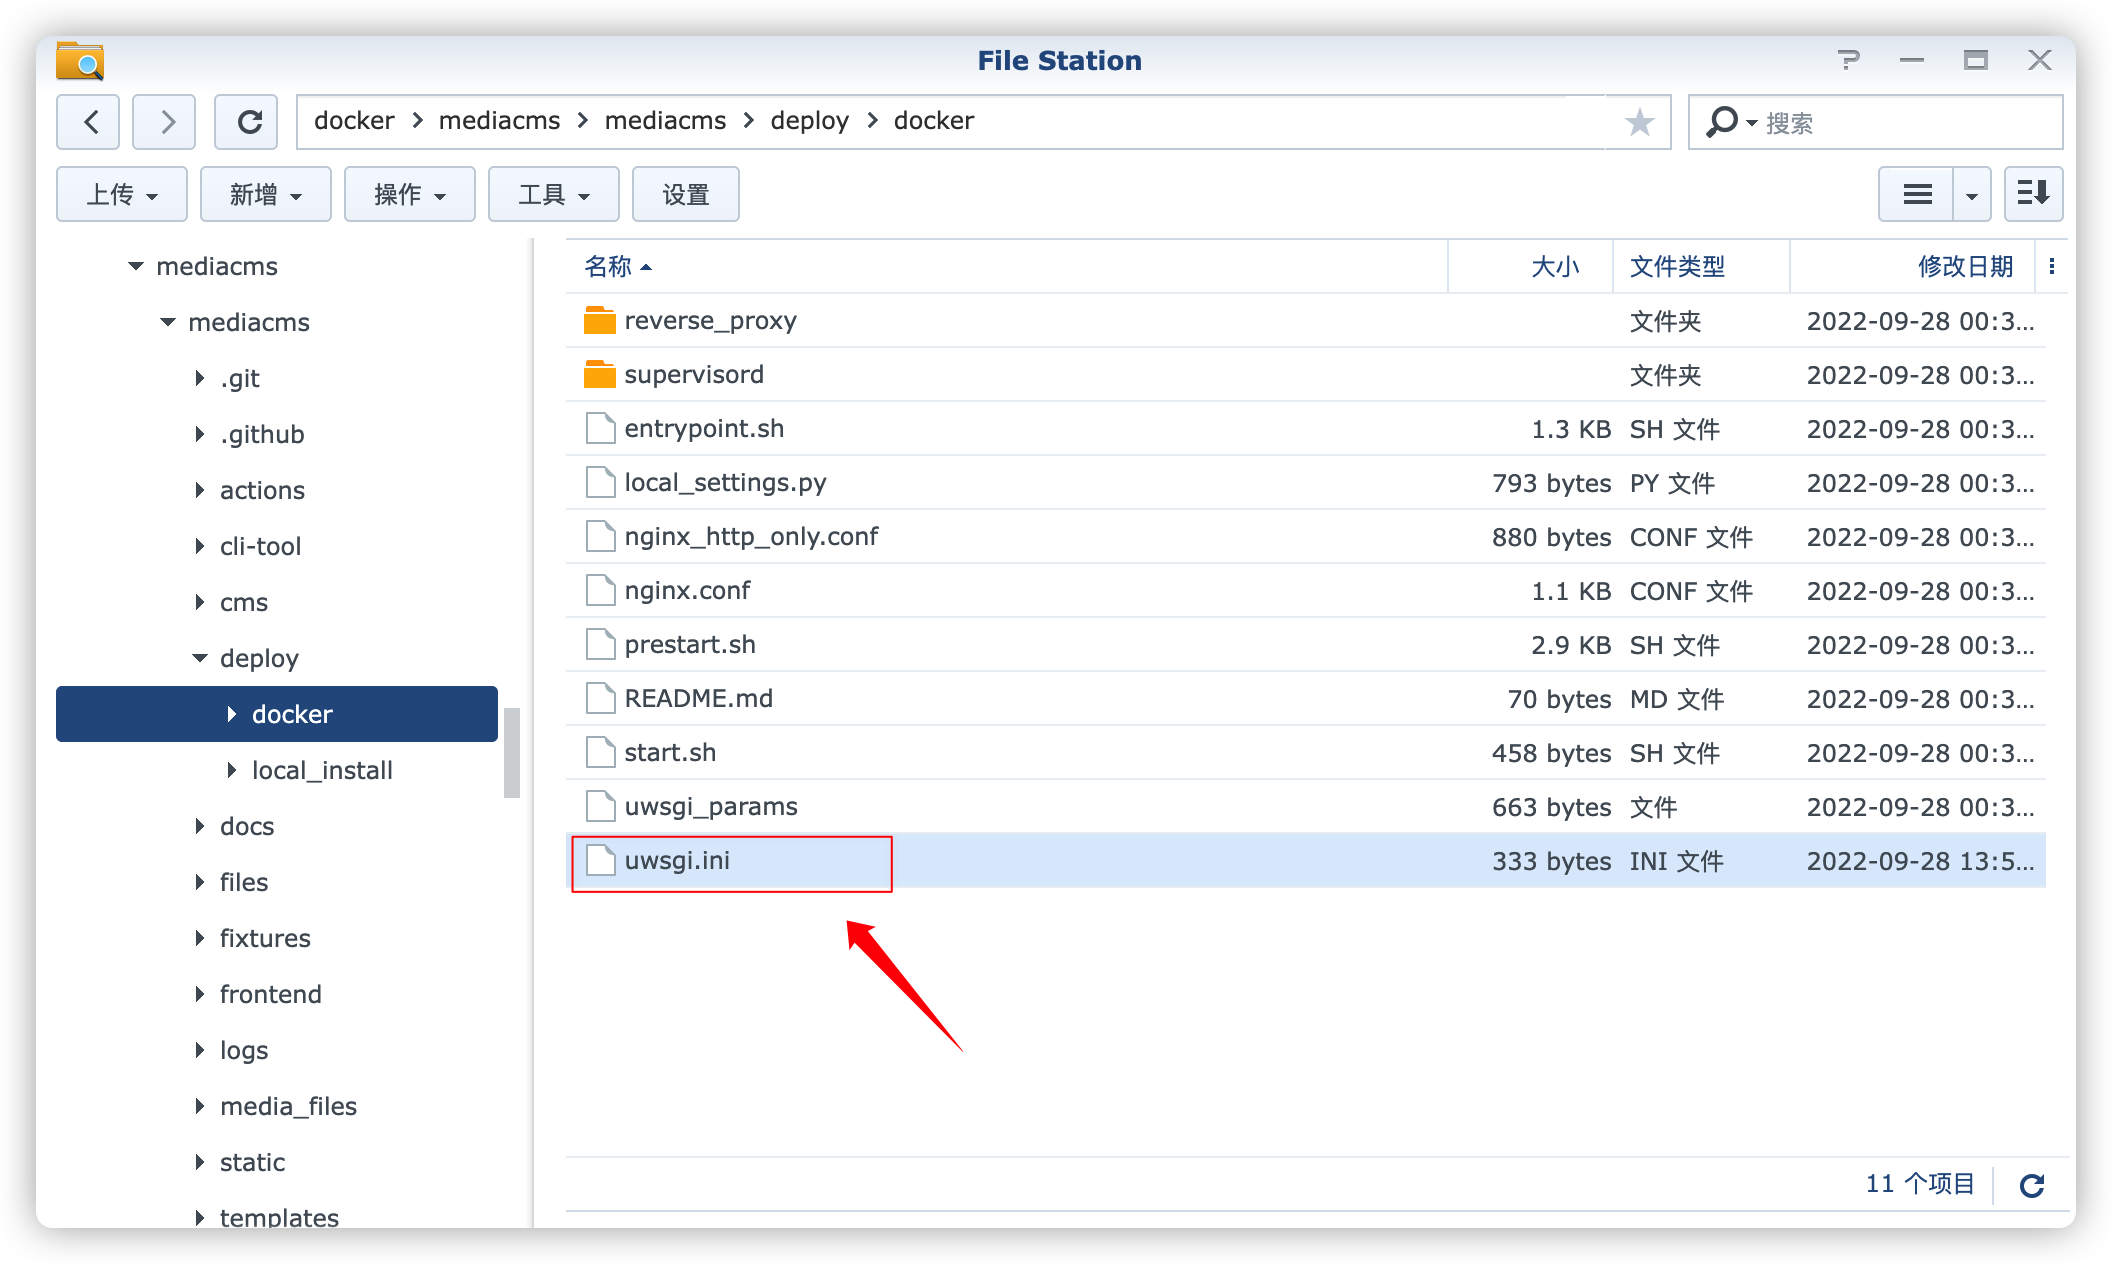 File Station
docker > mediacms > mediacms > deploy > docker
搜索
上传 新增 操作 工具 设置
mediacms
mediacms
.git
.github
actions
cli-tool
cms
deploy
docker
local_install
docs
files
fixtures
frontend
logs
media_files
static
templates
名称 大小 文件类型 修改日期
reverse_proxy 文件夹 2022-09-28 00:3...
supervisord 文件夹 2022-09-28 00:3...
entrypoint.sh 1.3 KB SH 文件 2022-09-28 00:3...
local_settings.py 793 bytes PY 文件 2022-09-28 00:3...
nginx_http_only.conf 880 bytes CONF 文件 2022-09-28 00:3...
nginx.conf 1.1 KB CONF 文件 2022-09-28 00:3...
prestart.sh 2.9 KB SH 文件 2022-09-28 00:3...
README.md 70 bytes MD 文件 2022-09-28 00:3...
start.sh 458 bytes SH 文件 2022-09-28 00:3...
uwsgi_params 663 bytes 文件 2022-09-28 00:3...
uwsgi.ini 333 bytes INI 文件 2022-09-28 13:5...
11 个项目